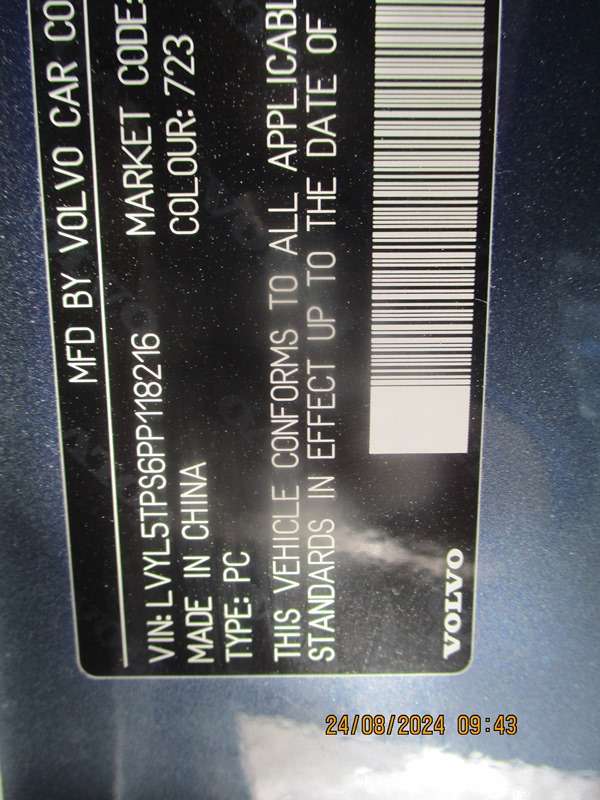 MFD BY VOLVO CAR CO
VIN: LVYL5TPS6PP118216 MARKET CODE:
MADE IN CHINA COLOUR: 723
TYPE: PC
THIS VEHICLE CONFORMS TO ALL APPLICABL
STANDARDS IN EFFECT UP TO THE DATE OF
VOLVO
24/08/2024 09:43